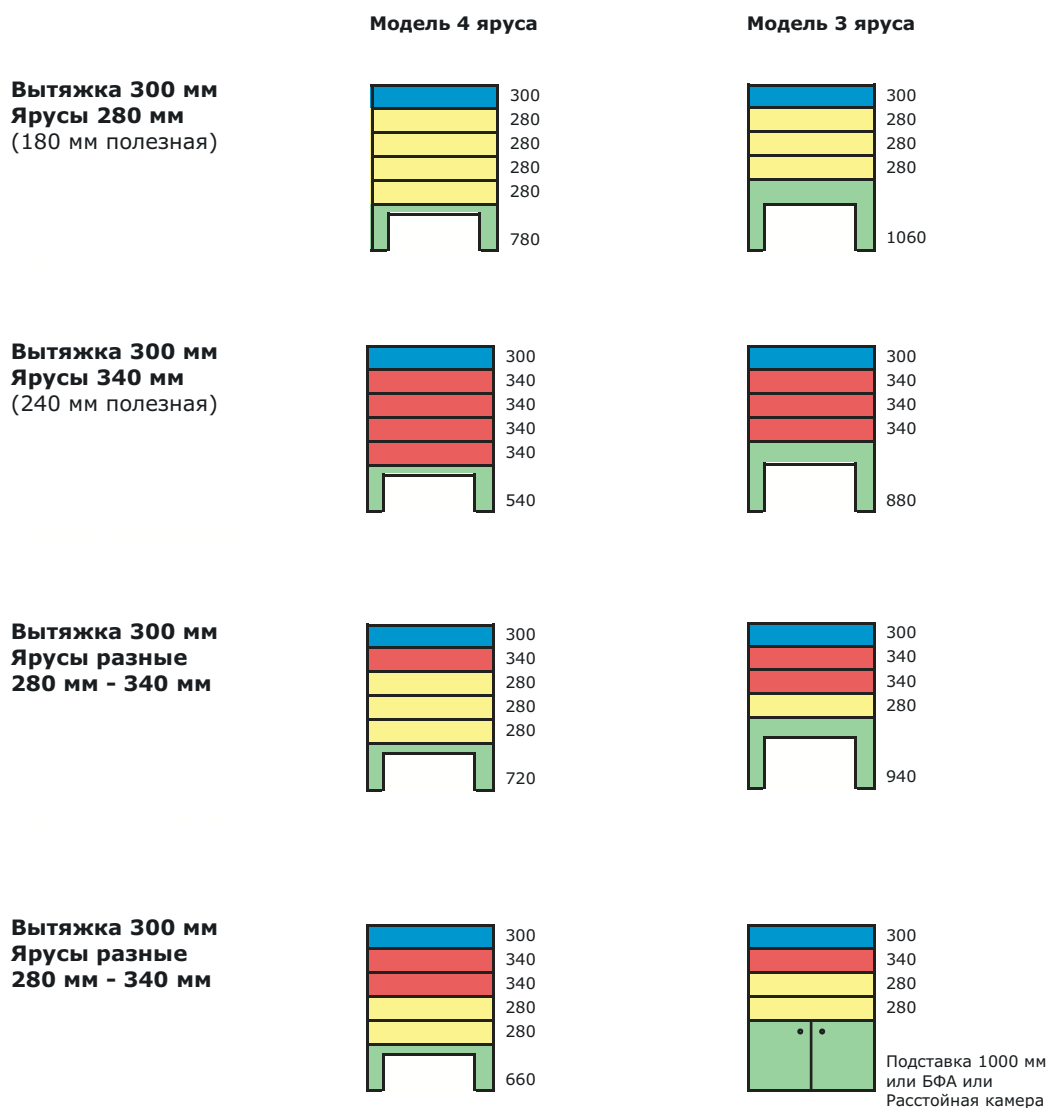 Модель 4 яруса
Модель 3 яруса
Вытяжка 300 мм
Ярусы 280 мм
(180 мм полезная)
300
280
280
280
280
780
300
280
280
280
1060
Вытяжка 300 мм
Ярусы 340 мм
(240 мм полезная)
300
340
340
340
340
540
300
340
340
340
880
Вытяжка 300 мм
Ярусы разные
280 мм - 340 мм
300
340
280
280
280
720
300
340
340
280
940
Вытяжка 300 мм
Ярусы разные
280 мм - 340 мм
300
340
340
280
280
660
300
340
280
280
Подставка 1000 мм
или БФА или
Расстойная камера